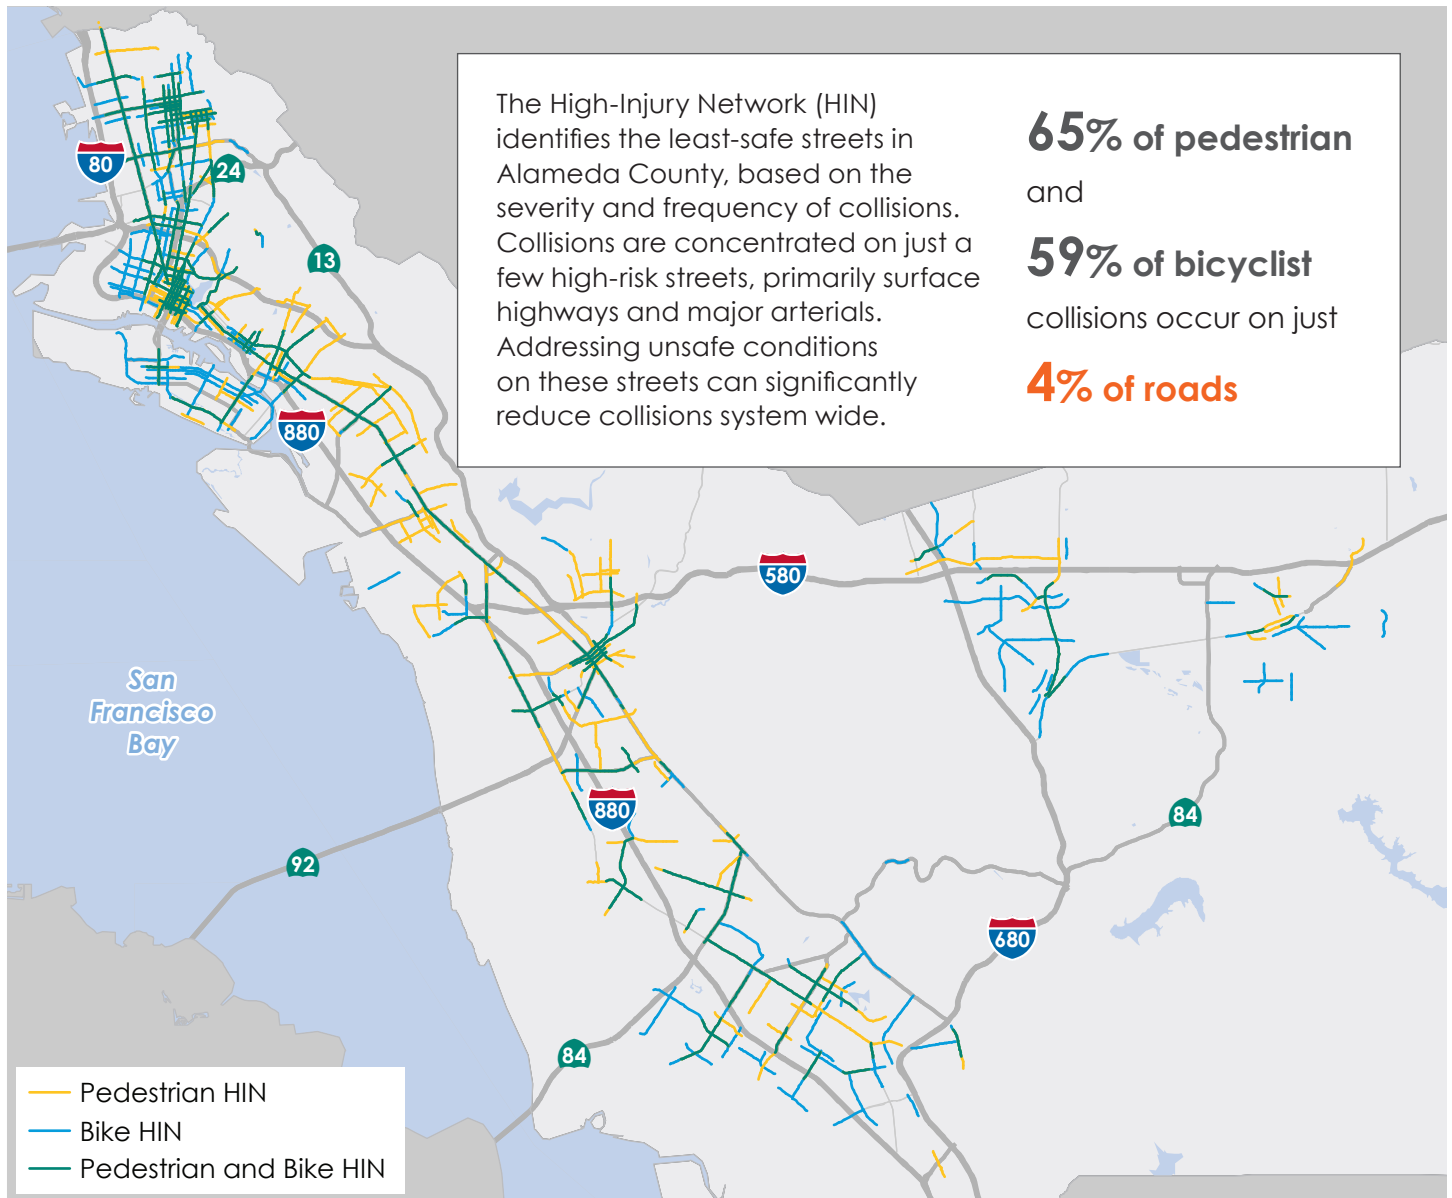 The High-Injury Network (HIN)
identifies the least-safe streets in
Alameda County, based on the
severity and frequency of collisions.
Collisions are concentrated on just a
few high-risk streets, primarily surface
highways and major arterials.
Addressing unsafe conditions
on these streets can significantly
reduce collisions system wide.
65% of pedestrian
and
59% of bicyclist
collisions occur on just
4% of roads
80
24
13
880
580
San
Francisco
Bay
880
84
92
680
84
Pedestrian HIN
Bike HIN
Pedestrian and Bike HIN